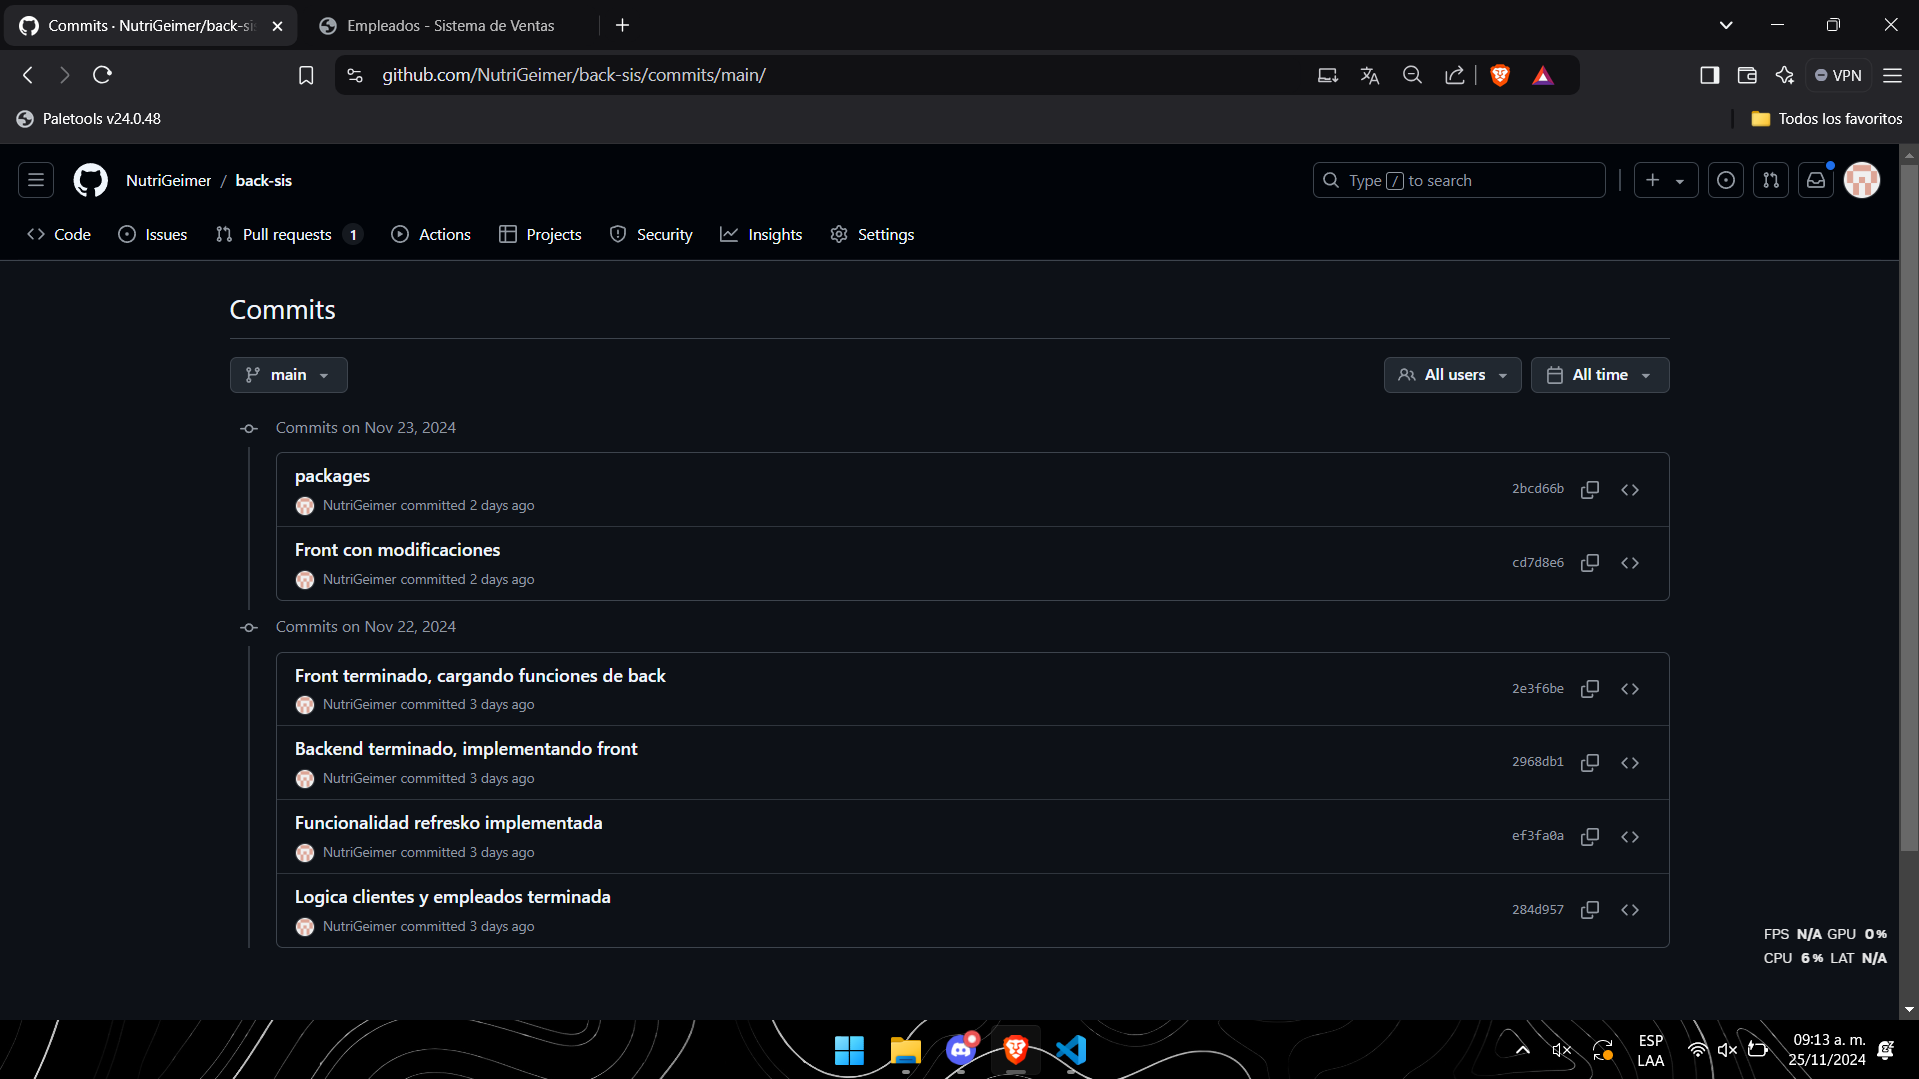 Commits · NutriGeimer/back-sis
Empleados - Sistema de Ventas
github.com/NutriGeimer/back-sis/commits/main/
VPN
Paletools v24.0.48
Todos los favoritos
NutriGeimer / back-sis
Type / to search
Code
Issues
Pull requests 1
Actions
Projects
Security
Insights
Settings
Commits
main
All users
All time
Commits on Nov 23, 2024
packages
2bcd66b
NutriGeimer committed 2 days ago
Front con modificaciones
cd7d8e6
NutriGeimer committed 2 days ago
Commits on Nov 22, 2024
Front terminado, cargando funciones de back
2e3f6be
NutriGeimer committed 3 days ago
Backend terminado, implementando front
2968db1
NutriGeimer committed 3 days ago
Funcionalidad refresko implementada
ef3fa0a
NutriGeimer committed 3 days ago
Logica clientes y empleados terminada
284d957
NutriGeimer committed 3 days ago
FPS N/A GPU 0%
CPU 6% LAT N/A
ESP
LAA
09:13 a. m.
25/11/2024